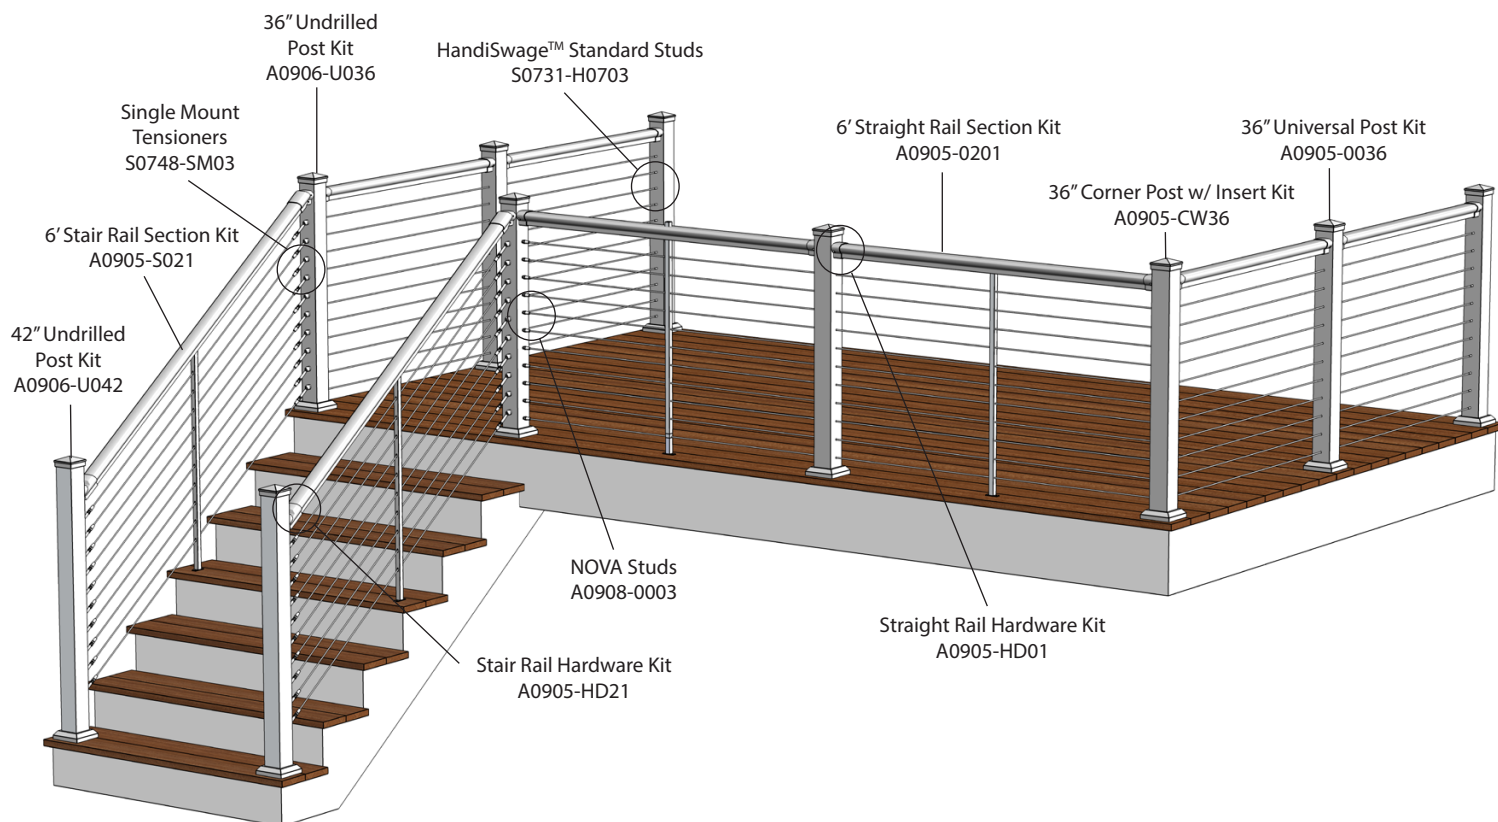 36” Undrilled
Post Kit
A0906-U036
HandiSwage™ Standard Studs
S0731-H0703
Single Mount
Tensioners
S0748-SM03
6’ Straight Rail Section Kit
A0905-0201
36” Universal Post Kit
A0905-0036
36” Corner Post w/ Insert Kit
A0905-CW36
6’ Stair Rail Section Kit
A0905-S021
42” Undrilled
Post Kit
A0906-U042
NOVA Studs
A0908-0003
Straight Rail Hardware Kit
A0905-HD01
Stair Rail Hardware Kit
A0905-HD21